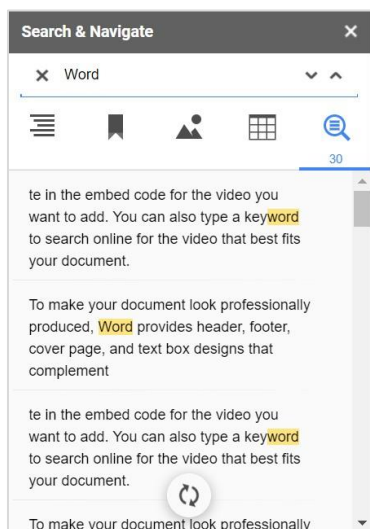 Search & Navigate
Word
30
te in the embed code for the video you
want to add. You can also type a keyword
to search online for the video that best fits
your document.
To make your document look professionally
produced, Word provides header, footer,
cover page, and text box designs that
complement
te in the embed code for the video you
want to add. You can also type a keyword
to search online for the video that best fits
your document.
To make your document look professionally